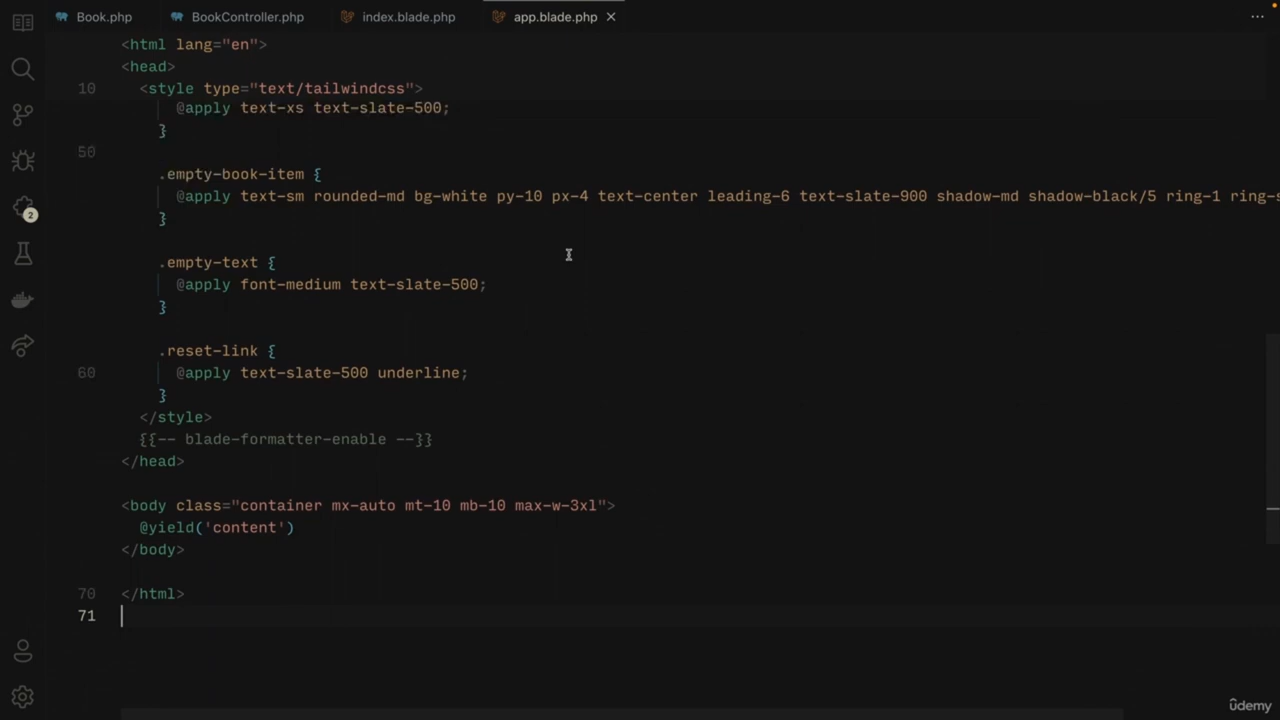 Book.php BookController.php index.blade.php app.blade.php
<html lang="en">
<head>
10 <style type="text/tailwindcss">
@apply text-xs text-slate-500;
}
50
.empty-book-item {
@apply text-sm rounded-md bg-white py-10 px-4 text-center leading-6 text-slate-900 shadow-md shadow-black/5 ring-1 ring-s
}
.empty-text {
@apply font-medium text-slate-500;
}
.reset-link {
60 @apply text-slate-500 underline;
}
</style>
{{-- blade-formatter-enable --}}
</head>
<body class="container mx-auto mt-10 mb-10 max-w-3xl">
@yield('content')
</body>
70 </html>
71
2
ûdemy